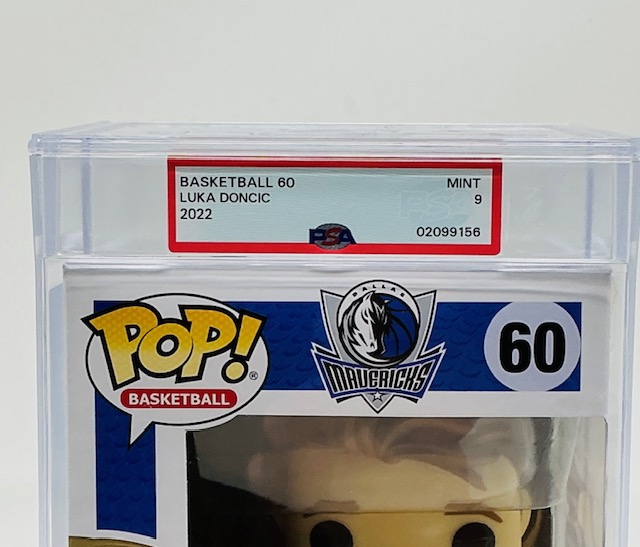 BASKETBALL 60 MINT
LUKA DONCIC 9
2022
PSA 02099156
POP!®
BASKETBALL
DALLAS
MAVERICKS
60